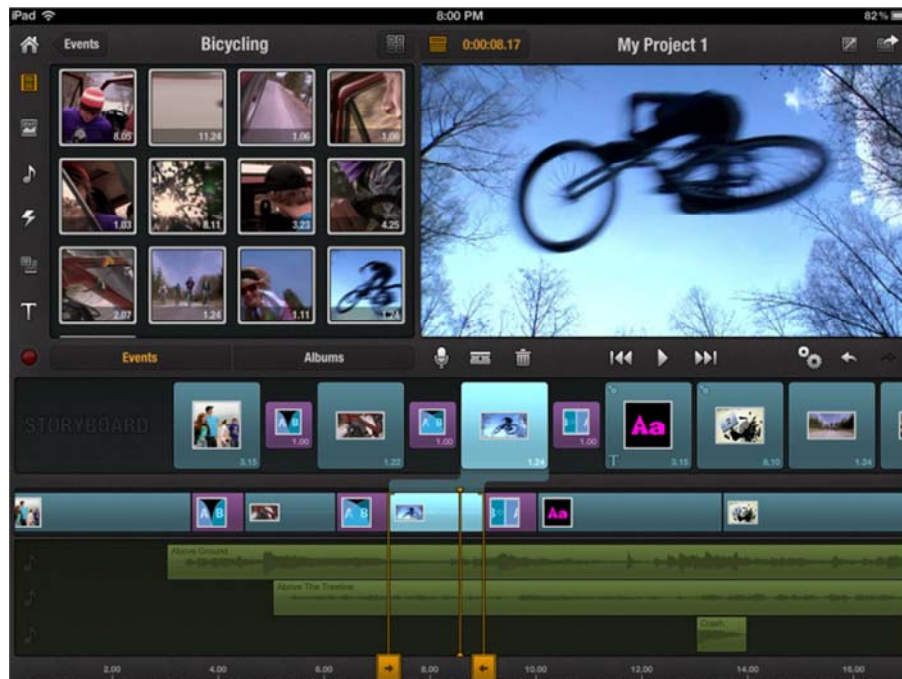 iPad 8:00 PM 82%
Events Bicycling 0:00:08.17 My Project 1
8.05 11.24 1.06 1.06
1.03 8.11 3.23 4.25
2.07 1.24 1.11 1.24
T
Events Albums
STORYBOARD
A B A B Aa
3.15 1.00 1.22 1.00 1.24 1.00 T 3.15 8.10 1.24
A B A B B A Aa
Above Ground
Above The Treeline
Crash
2.00 4.00 6.00 8.00 10.00 12.00 14.00 16.00